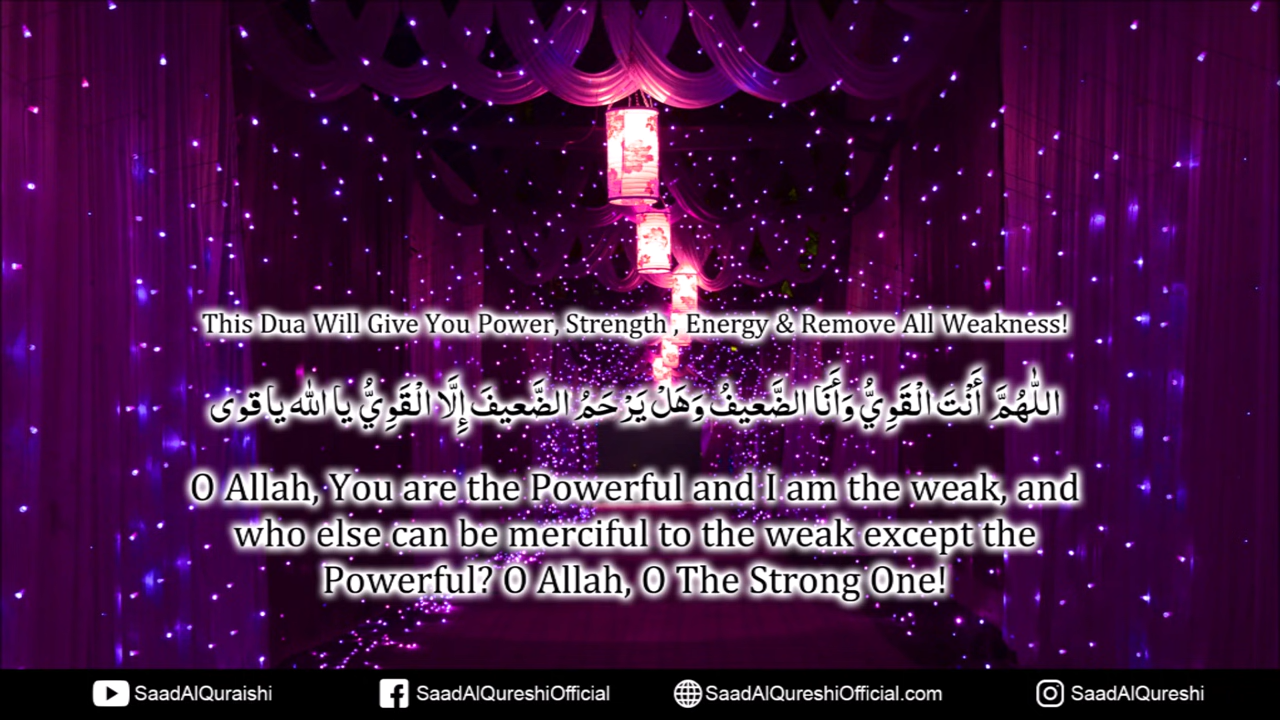 This Dua Will Give You Power, Strength , Energy & Remove All Weakness!
اللّٰهُمَّ أَنْتَ الْقَوِيُّ وَأَنَا الضَّعِيفُ وَهَلْ يَرْحَمُ الضَّعِيفَ إِلَّا الْقَوِيُّ يا الله يا قوى
O Allah, You are the Powerful and I am the weak, and
who else can be merciful to the weak except the
Powerful? O Allah, O The Strong One!
SaadAlQuraishi SaadAlQureshiOfficial SaadAlQureshiOfficial.com SaadAlQureshi